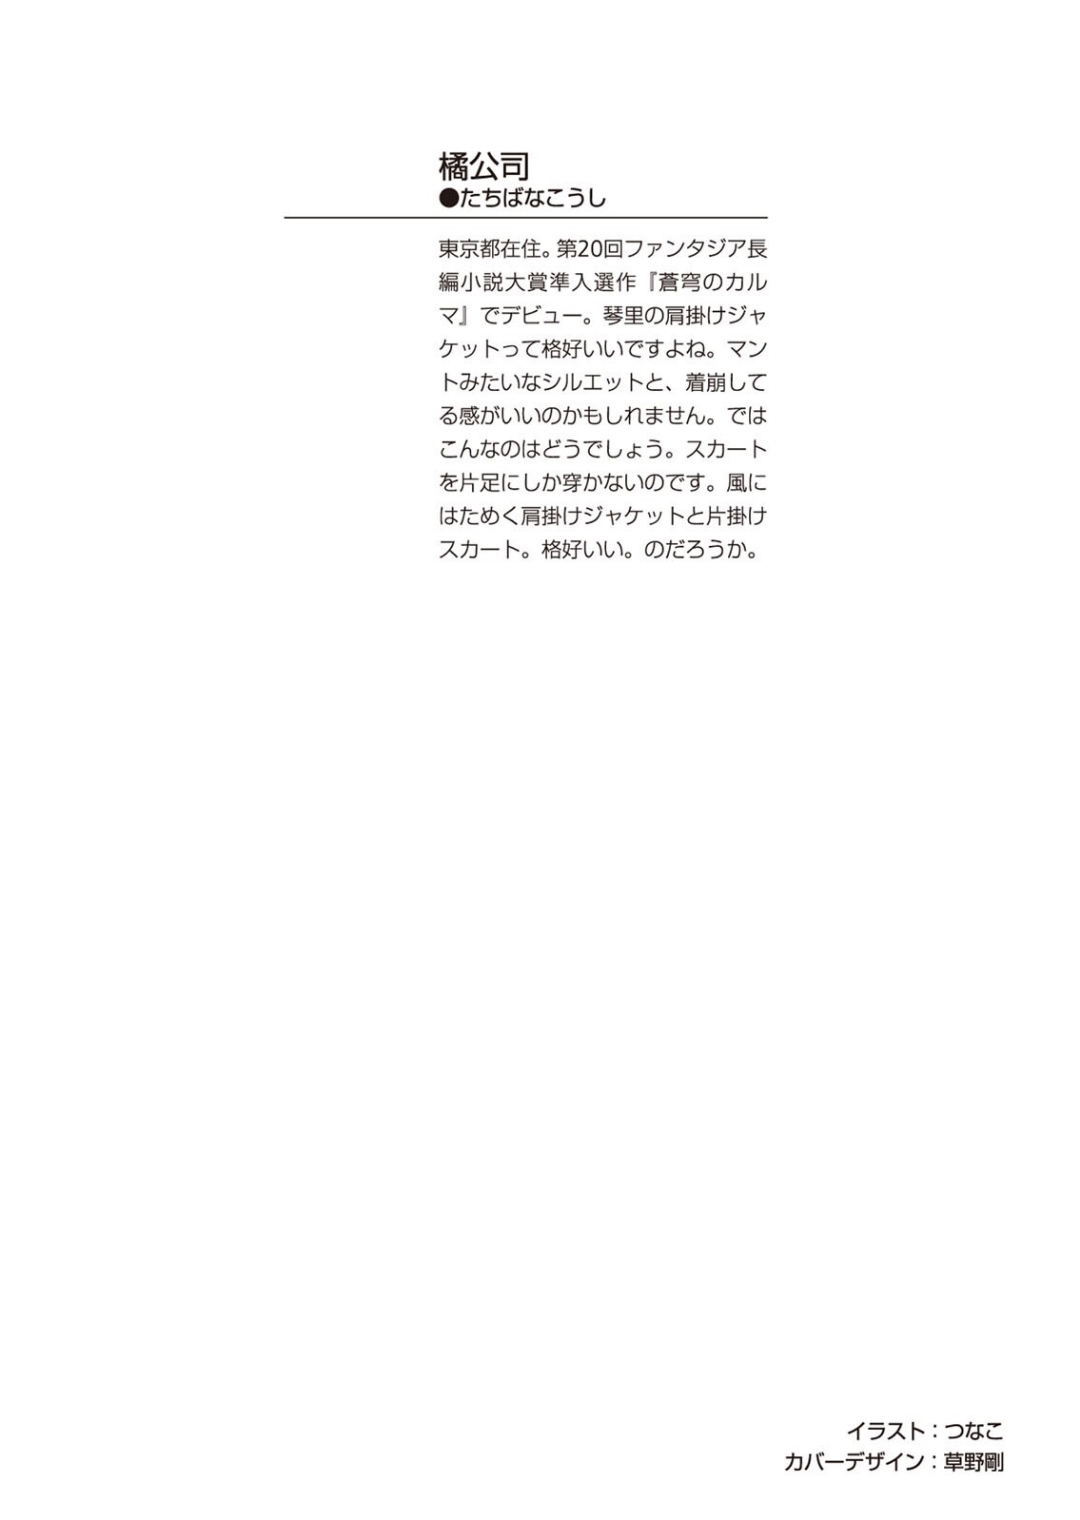 橘公司
●たちばなこうし
東京都在住。第20回ファンタジア長
編小説大賞準入選作『蒼穹のカル
マ』でデビュー。琴里の肩掛けジャ
ケットって格好いいですよね。マン
トみたいなシルエットと、着崩して
る感がいいのかもしれません。では
こんなのはどうでしょう。スカート
を片足にしか穿かないのです。風に
はためく肩掛けジャケットと片掛け
スカート。格好いい。のだろうか。
イラスト：つなこ
カバーデザイン：草野剛